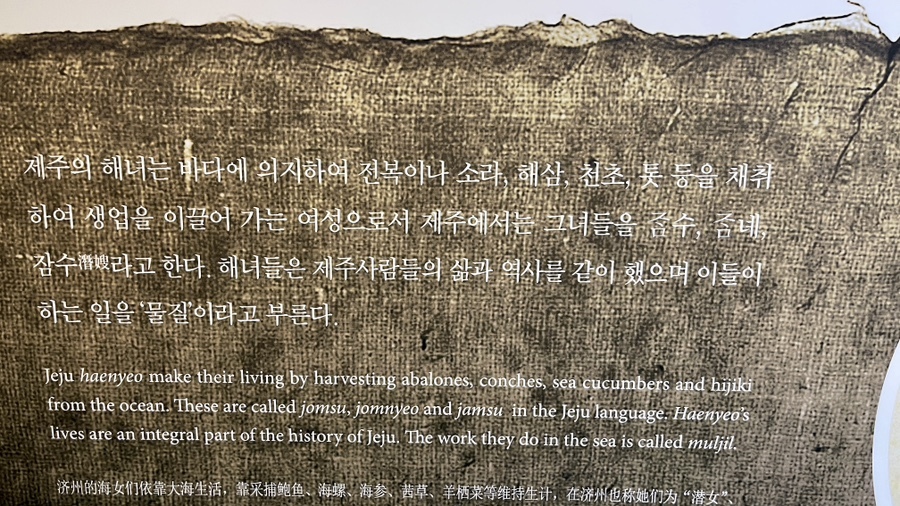 제주의 해녀는 바다에 의지하여 전복이나 소라, 해삼, 천초, 톳 등을 채취
하여 생업을 이끌어 가는 여성으로서 제주에서는 그녀들을 ᄌᆞᆷ수, ᄌᆞᆷ녜,
잠수潛嫂라고 한다. 해녀들은 제주사람들의 삶과 역사를 같이 했으며 이들이
하는 일을 ‘물질’이라고 부른다.
Jeju haenyeo make their living by harvesting abalones, conches, sea cucumbers and hijiki
from the ocean. These are called jomsu, jomnyeo and jamsu in the Jeju language. Haenyeo's
lives are an integral part of the history of Jeju. The work they do in the sea is called muljil.
济州的海女们依靠大海生活，靠采捕鲍鱼、海螺、海参、茜草、羊栖菜等维持生计，在济州也称她们为“潜女”、